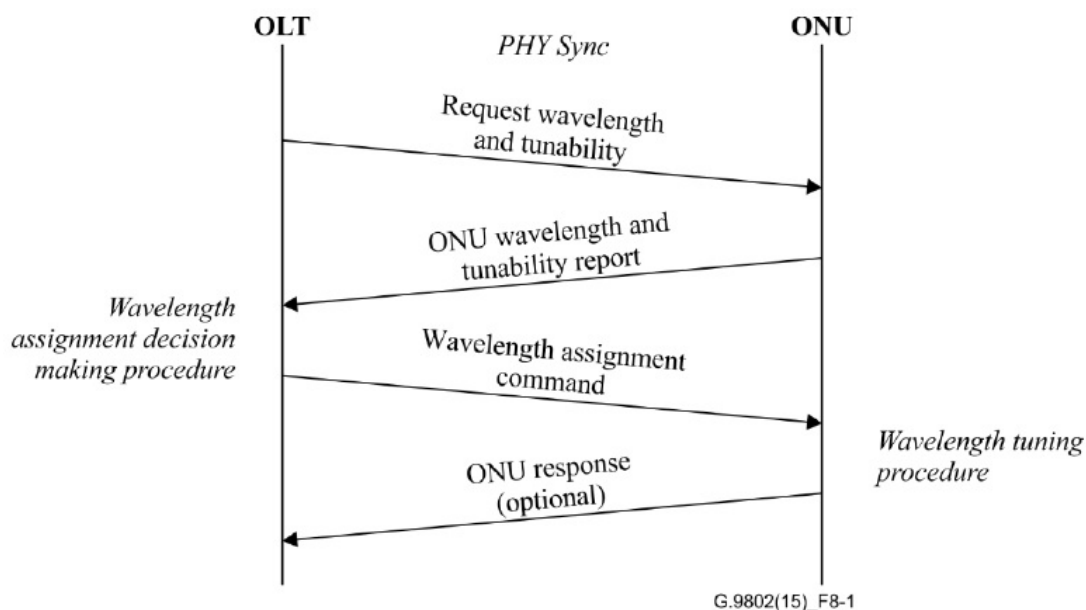 OLT
ONU
PHY Sync
Request wavelength
and tunability
ONU wavelength and
tunability report
Wavelength
assignment decision
making procedure
Wavelength assignment
command
Wavelength tuning
procedure
ONU response
(optional)
G.9802(15)_F8-1